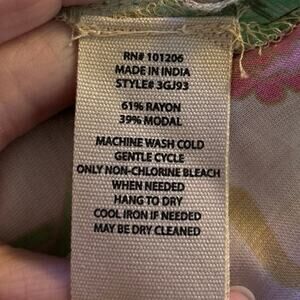 RN# 101206
MADE IN INDIA
STYLE# 3GJ93
61% RAYON
39% MODAL
MACHINE WASH COLD
GENTLE CYCLE
ONLY NON-CHLORINE BLEACH
WHEN NEEDED
HANG TO DRY
COOL IRON IF NEEDED
MAY BE DRY CLEANED